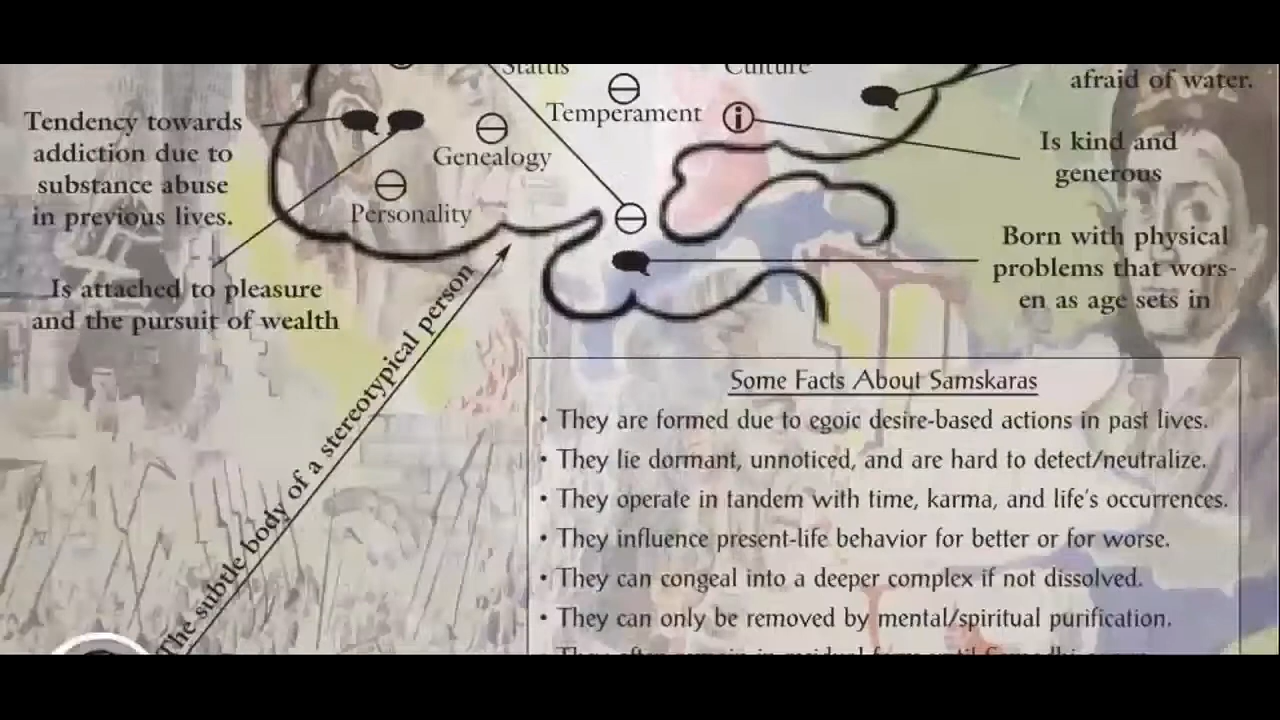 Status
Culture
afraid of water.
Temperament
Tendency towards
addiction due to
substance abuse
in previous lives.
Genealogy
Is kind and
generous
Personality
Born with physical
problems that wors-
en as age sets in
Is attached to pleasure
and the pursuit of wealth
The subtle body of a stereotypical person
Some Facts About Samskaras
• They are formed due to egoic desire-based actions in past lives.
• They lie dormant, unnoticed, and are hard to detect/neutralize.
• They operate in tandem with time, karma, and life's occurrences.
• They influence present-life behavior for better or for worse.
• They can congeal into a deeper complex if not dissolved.
• They can only be removed by mental/spiritual purification.